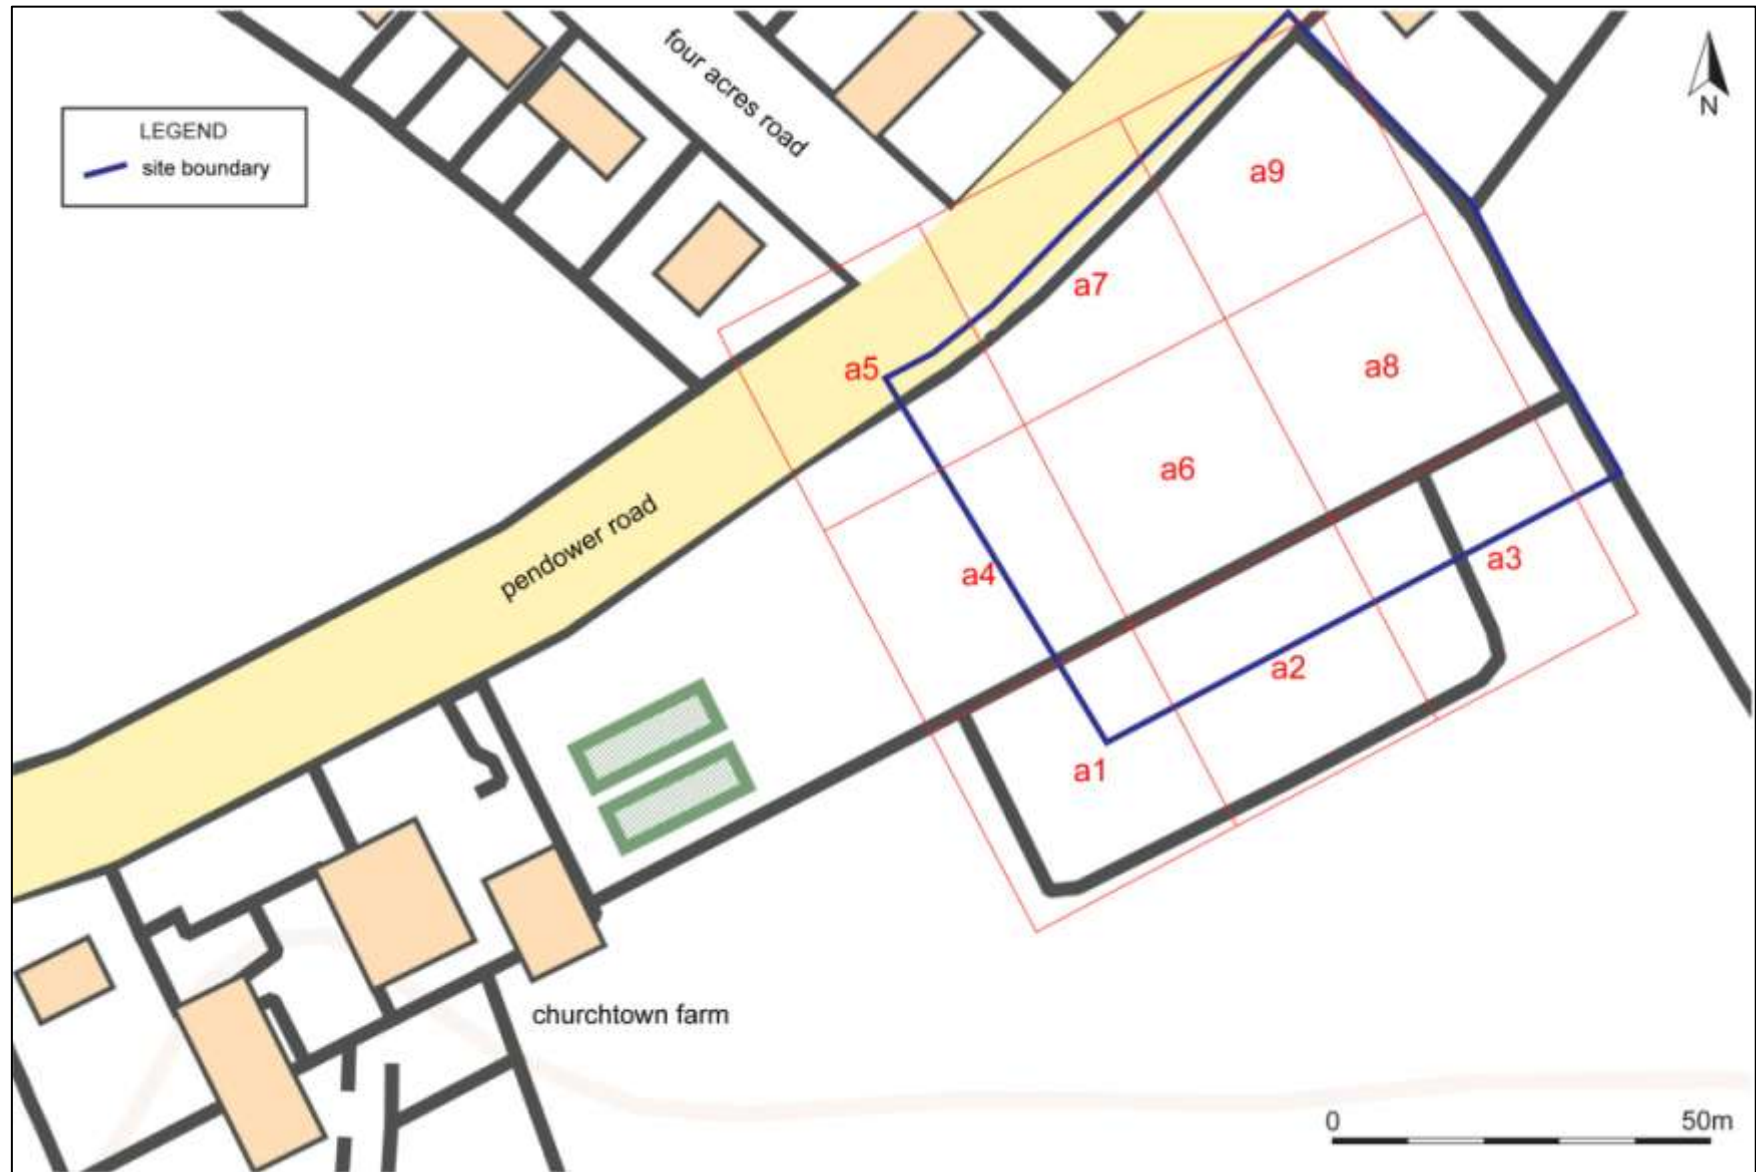 four acres road
N
LEGEND
site boundary
a9
a7
a5
a8
a6
pendower road
a4
a3
a2
a1
churchtown farm
0 50m